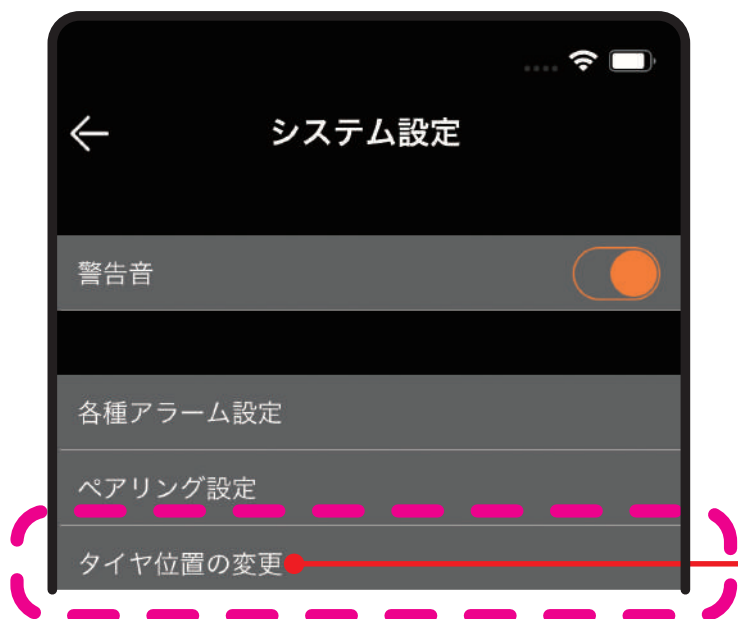 システム設定
警告音
各種アラーム設定
ペアリング設定
タイヤ位置の変更